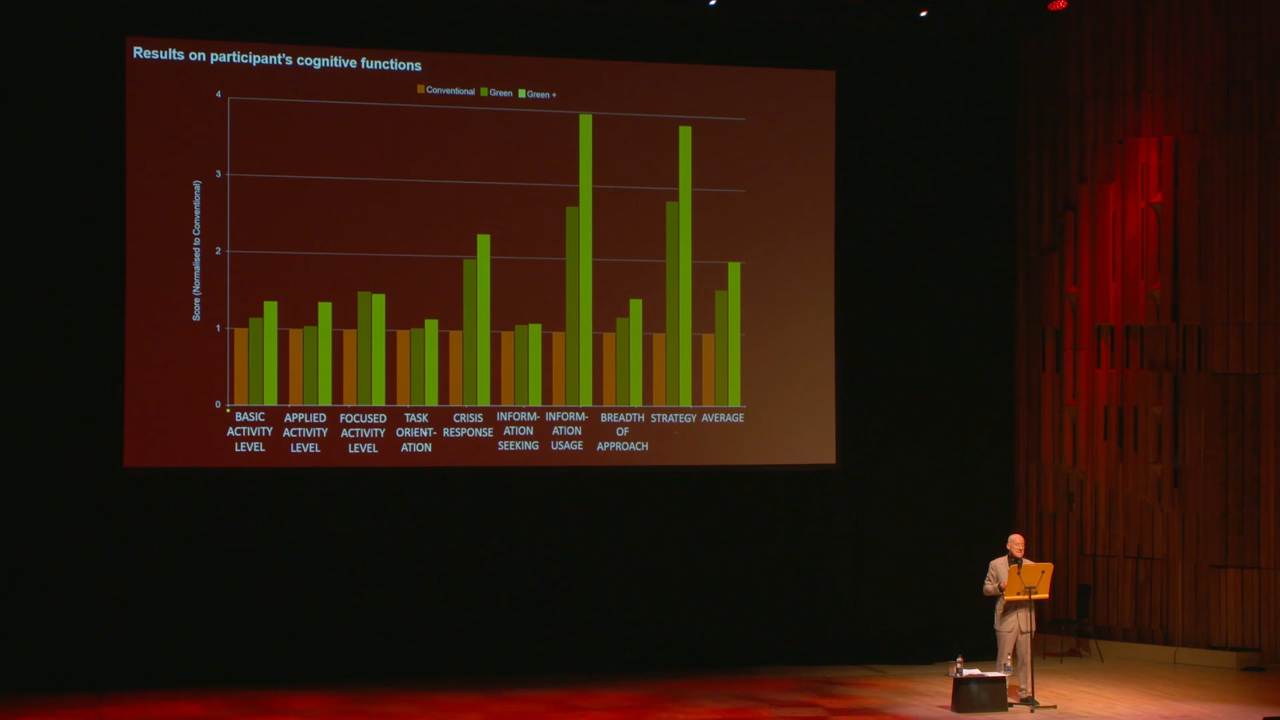 Results on participant's cognitive functions
Conventional Green Green +
4
3
2
1
0
Score (Normalised to Conventional)
BASIC
ACTIVITY
LEVEL
APPLIED
ACTIVITY
LEVEL
FOCUSED
ACTIVITY
LEVEL
TASK
ORIENT-
ATION
CRISIS
RESPONSE
INFORM-
ATION
SEEKING
INFORM-
ATION
USAGE
BREADTH
OF
APPROACH
STRATEGY
AVERAGE